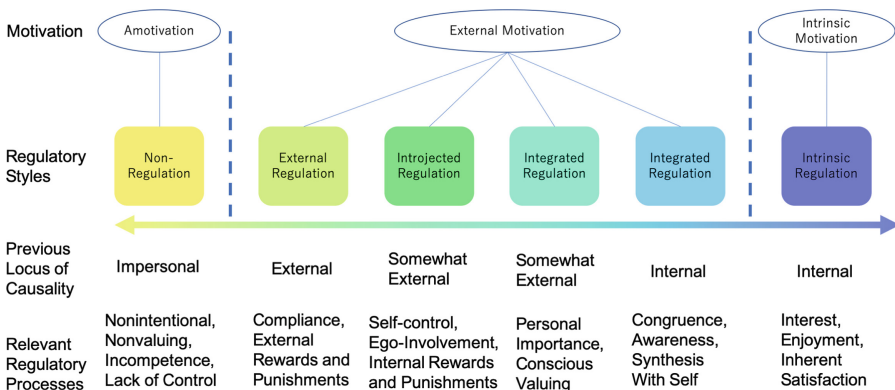 Motivation
Amotivation
External Motivation
Intrinsic
Motivation
Regulatory
Styles
Non-
Regulation
External
Regulation
Introjected
Regulation
Integrated
Regulation
Integrated
Regulation
Intrinsic
Regulation
Previous
Locus of
Causality
Impersonal
External
Somewhat
External
Somewhat
External
Internal
Internal
Relevant
Regulatory
Processes
Nonintentional,
Nonvaluing,
Incompetence,
Lack of Control
Compliance,
External
Rewards and
Punishments
Self-control,
Ego-Involvement,
Internal Rewards
and Punishments
Personal
Importance,
Conscious
Valuing
Congruence,
Awareness,
Synthesis
With Self
Interest,
Enjoyment,
Inherent
Satisfaction